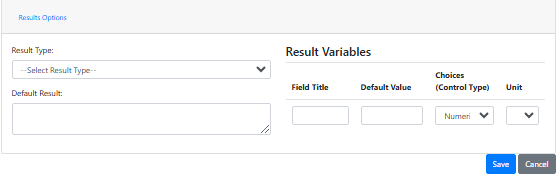 Results Options
Result Type:
--Select Result Type--
Default Result:
Result Variables
Field Title
Default Value
Choices
(Control Type)
Unit
Numeri
Save
Cancel